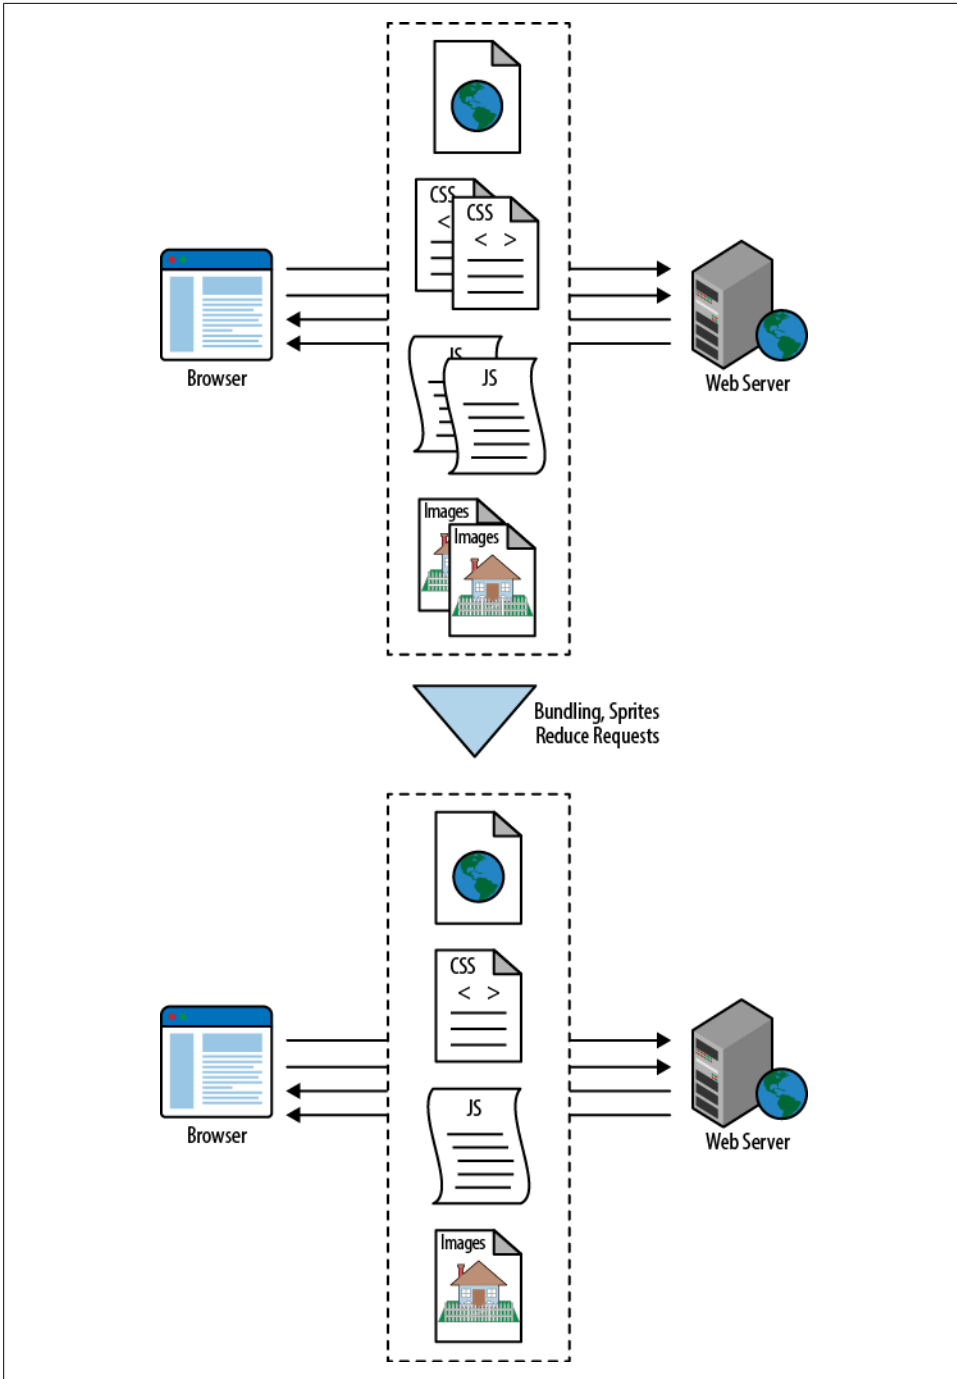 CSS
< 
CSS
< >
JS
JS
Browser
Web Server
Images
Images
Bundling, Sprites
Reduce Requests
CSS
< >
JS
Browser
Web Server
Images